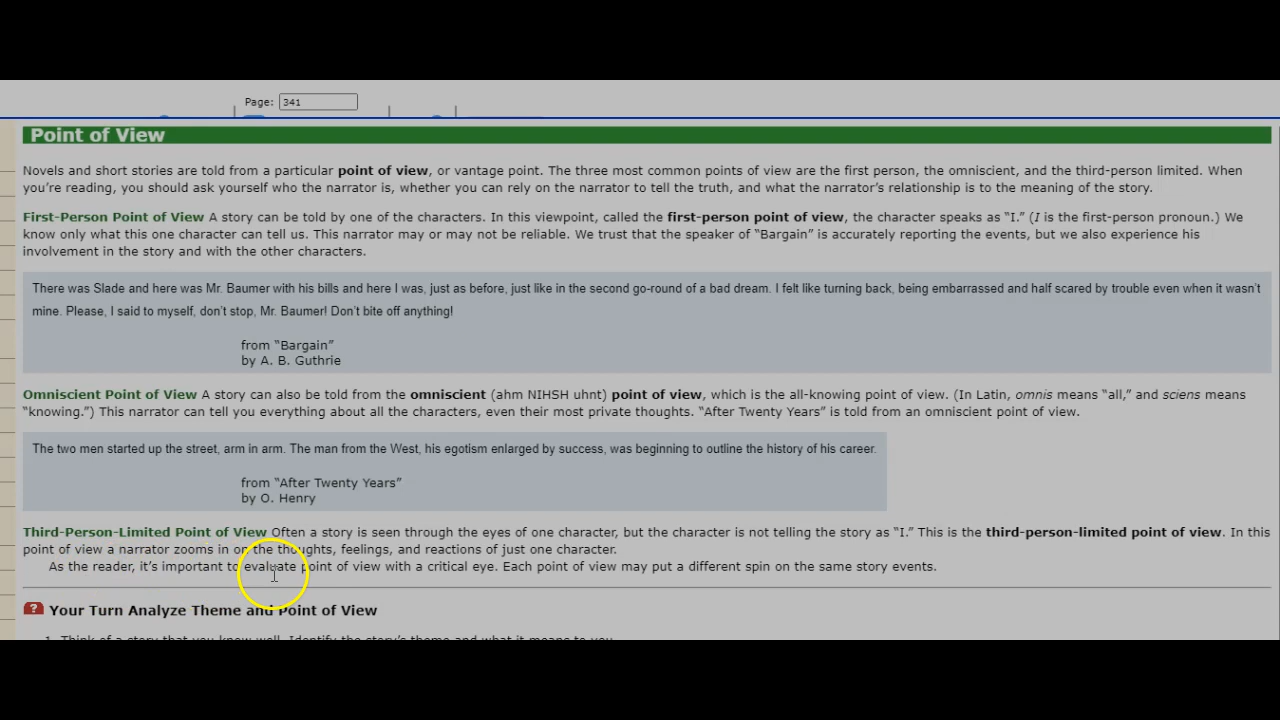 Page: 341
Point of View
Novels and short stories are told from a particular point of view, or vantage point. The three most common points of view are the first person, the omniscient, and the third-person limited. When
you're reading, you should ask yourself who the narrator is, whether you can rely on the narrator to tell the truth, and what the narrator's relationship is to the meaning of the story.
First-Person Point of View A story can be told by one of the characters. In this viewpoint, called the first-person point of view, the character speaks as “I.” (I is the first-person pronoun.) We
know only what this one character can tell us. This narrator may or may not be reliable. We trust that the speaker of “Bargain” is accurately reporting the events, but we also experience his
involvement in the story and with the other characters.
There was Slade and here was Mr. Baumer with his bills and here I was, just as before, just like in the second go-round of a bad dream. I felt like turning back, being embarrassed and half scared by trouble even when it wasn't
mine. Please, I said to myself, don't stop, Mr. Baumer! Don't bite off anything!
from “Bargain”
by A. B. Guthrie
Omniscient Point of View A story can also be told from the omniscient (ahm NIHSH uhnt) point of view, which is the all-knowing point of view. (In Latin, omnis means “all,” and sciens means
“knowing.”) This narrator can tell you everything about all the characters, even their most private thoughts. “After Twenty Years” is told from an omniscient point of view.
The two men started up the street, arm in arm. The man from the West, his egotism enlarged by success, was beginning to outline the history of his career.
from “After Twenty Years”
by O. Henry
Third-Person-Limited Point of View Often a story is seen through the eyes of one character, but the character is not telling the story as “I.” This is the third-person-limited point of view. In this
point of view a narrator zooms in on the thoughts, feelings, and reactions of just one character.
As the reader, it's important to evaluate point of view with a critical eye. Each point of view may put a different spin on the same story events.
? Your Turn Analyze Theme and Point of View
1. Think of a story that you know well. Identify the story's theme and what it means to you.